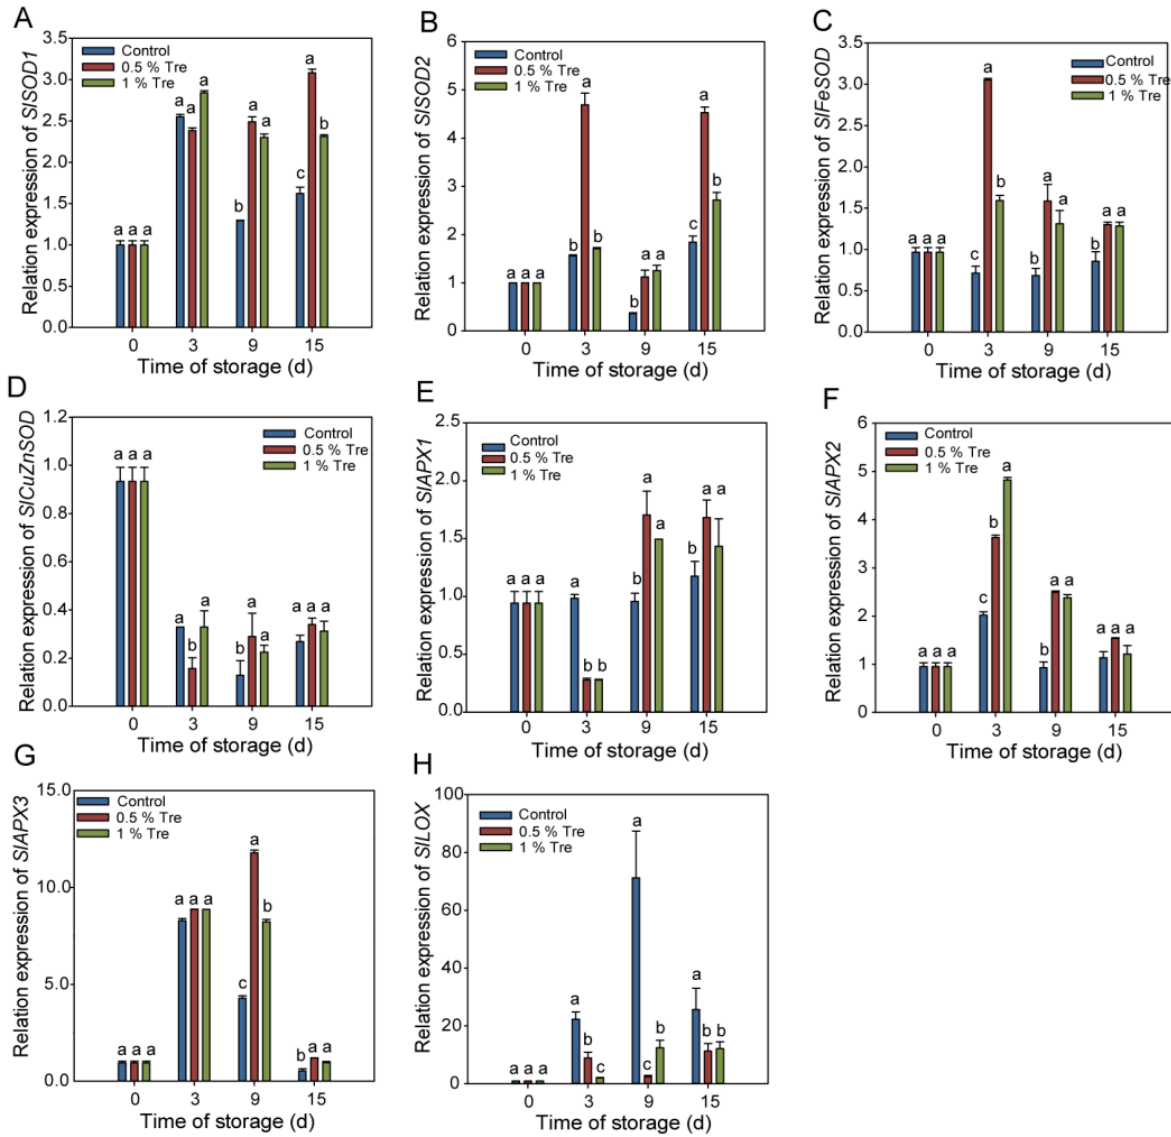 A
Relation expression of SlSOD1
3.5
3.0
2.5
2.0
1.5
1.0
0.5
0.0
Control
0.5 % Tre
1 % Tre
a a a
a a a
b a a
c a b
0 3 9 15
Time of storage (d)
B
Relation expression of SlSOD2
6
5
4
2
1
0
Control
0.5 % Tre
1 % Tre
a a a
b a b
b a a
c a b
0 3 9 15
Time of storage (d)
C
Relation expression of SlFeSOD
3.5
3.0
2.5
2.0
1.5
1.0
0.5
0.0
Control
0.5 % Tre
1 % Tre
a a a
c a b
b a a
b a a
0 3 9 15
Time of storage (d)
D
Relation expression of SlCuZnSOD
1.2
1.0
0.8
0.6
0.4
0.2
0.0
Control
0.5 % Tre
1 % Tre
a a a
a b a
b a a
a a a
0 3 9 15
Time of storage (d)
E
Relation expression of SlAPX1
2.5
2.0
1.5
1.0
0.5
0.0
Control
0.5 % Tre
1 % Tre
a a a
a b b
b a a
b a a
0 3 9 15
Time of storage (d)
F
Relation expression of SlAPX2
6
5
4
2
1
0
Control
0.5 % Tre
1 % Tre
a a a
c b a
b a a
a a a
0 3 9 15
Time of storage (d)
G
Relation expression of SlAPX3
15.0
10.0
5.0
0.0
Control
0.5 % Tre
1 % Tre
a a a
a a a
c a b
b a a
0 3 9 15
Time of storage (d)
H
Relation expression of SlLOX
100
80
60
40
20
0
Control
0.5 % Tre
1 % Tre
a a a
a b c
a c b
a b b
0 3 9 15
Time of storage (d)